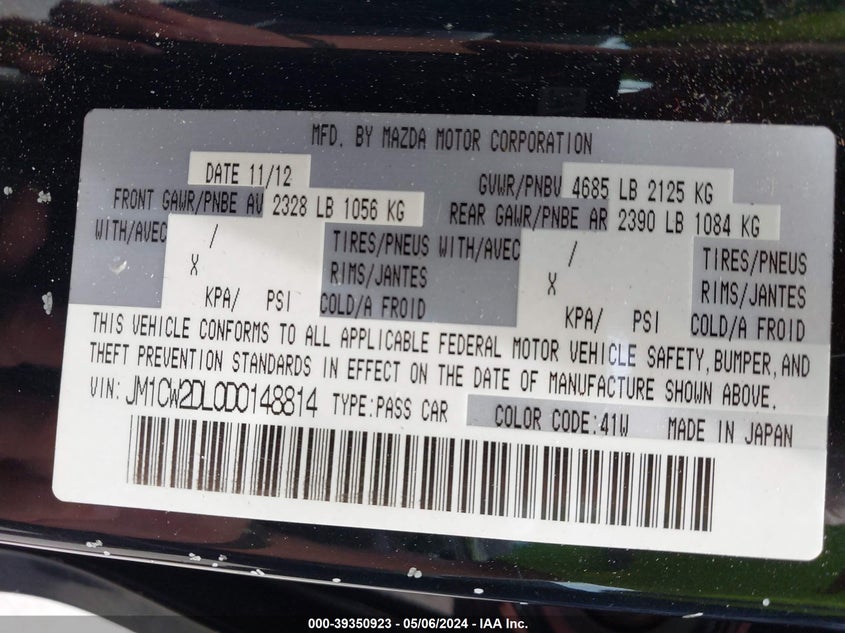 MFD. BY MAZDA MOTOR CORPORATION
DATE 11/12 GVWR/PNBV 4685 LB 2125 KG
FRONT GAWR/PNBE AV 2328 LB 1056 KG REAR GAWR/PNBE AR 2390 LB 1084 KG
WITH/AVEC / TIRES/PNEUS WITH/AVEC / TIRES/PNEUS
X RIMS/JANTES X RIMS/JANTES
KPA/ PSI COLD/A FROID KPA/ PSI COLD/A FROID
THIS VEHICLE CONFORMS TO ALL APPLICABLE FEDERAL MOTOR VEHICLE SAFETY, BUMPER, AND
THEFT PREVENTION STANDARDS IN EFFECT ON THE DATE OF MANUFACTURE SHOWN ABOVE.
VIN: JM1CW2DL0D0148814 TYPE:PASS CAR COLOR CODE:41W MADE IN JAPAN
000-39350923 - 05/06/2024 - IAA Inc.